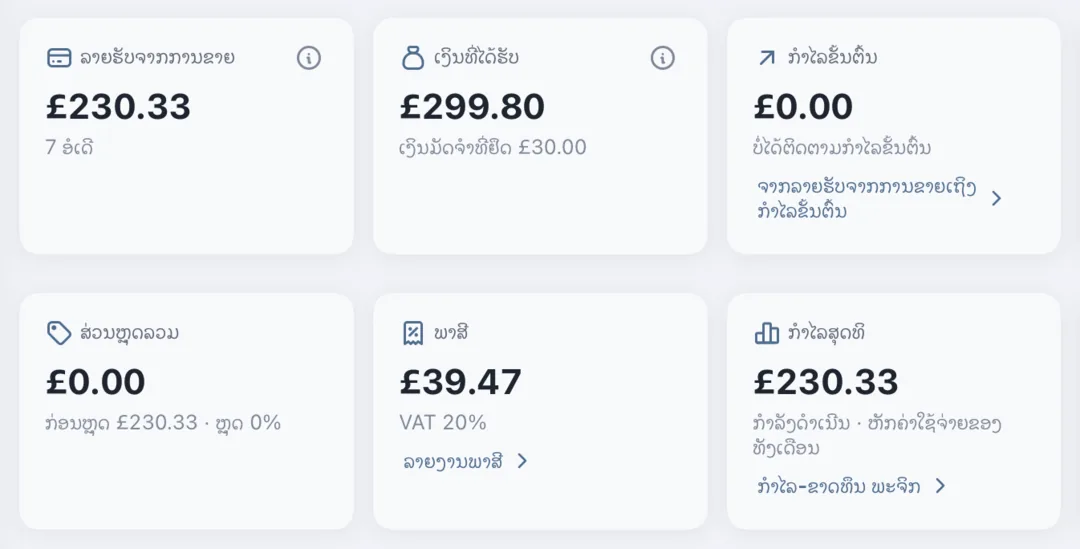 ລາຍຮັບຈາກການຂາຍ
£230.33
7 ອໍເດີ
ເງິນທີ່ໄດ້ຮັບ
£299.80
ເງິນມັດຈຳທີ່ຍຶດ £30.00
ກຳໄລຂັ້ນຕົ້ນ
£0.00
ບໍ່ໄດ້ຕິດຕາມກຳໄລຂັ້ນຕົ້ນ
ຈາກລາຍຮັບຈາກການຂາຍເຖິງ
ກຳໄລຂັ້ນຕົ້ນ
ສ່ວນຫຼຸດລວມ
£0.00
ກ່ອນຫຼຸດ £230.33 · ຫຼຸດ 0%
ພາສີ
£39.47
VAT 20%
ລາຍງານພາສີ
ກຳໄລສຸດທິ
£230.33
ກຳລັງດຳເນີນ · ຫັກຄ່າໃຊ້ຈ່າຍຂອງ
ທັງເດືອນ
ກຳໄລ-ຂາດທຶນ ພະຈິກ